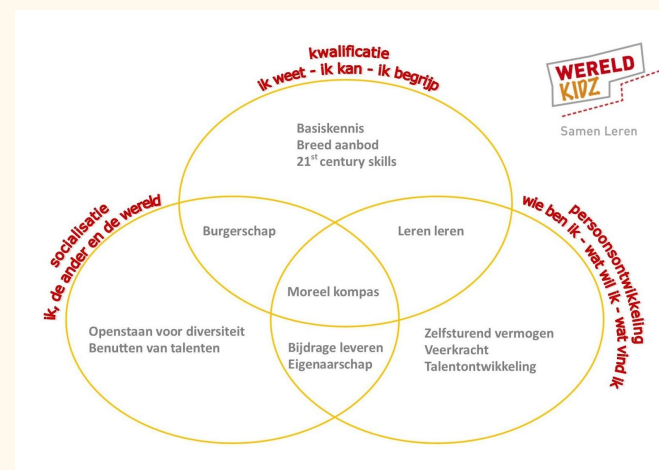 kwalificatie
ik weet - ik kan - ik begrijp
WERELD
KIDZ
Samen Leren
Basiskennis
Breed aanbod
21st century skills
socialisatie
ik, de ander en de wereld
persoonsontwikkeling
wie ben ik - wat wil ik - wat vind ik
Burgerschap
Leren leren
Moreel kompas
Openstaan voor diversiteit
Benutten van talenten
Bijdrage leveren
Eigenaarschap
Zelfsturend vermogen
Veerkracht
Talentontwikkeling